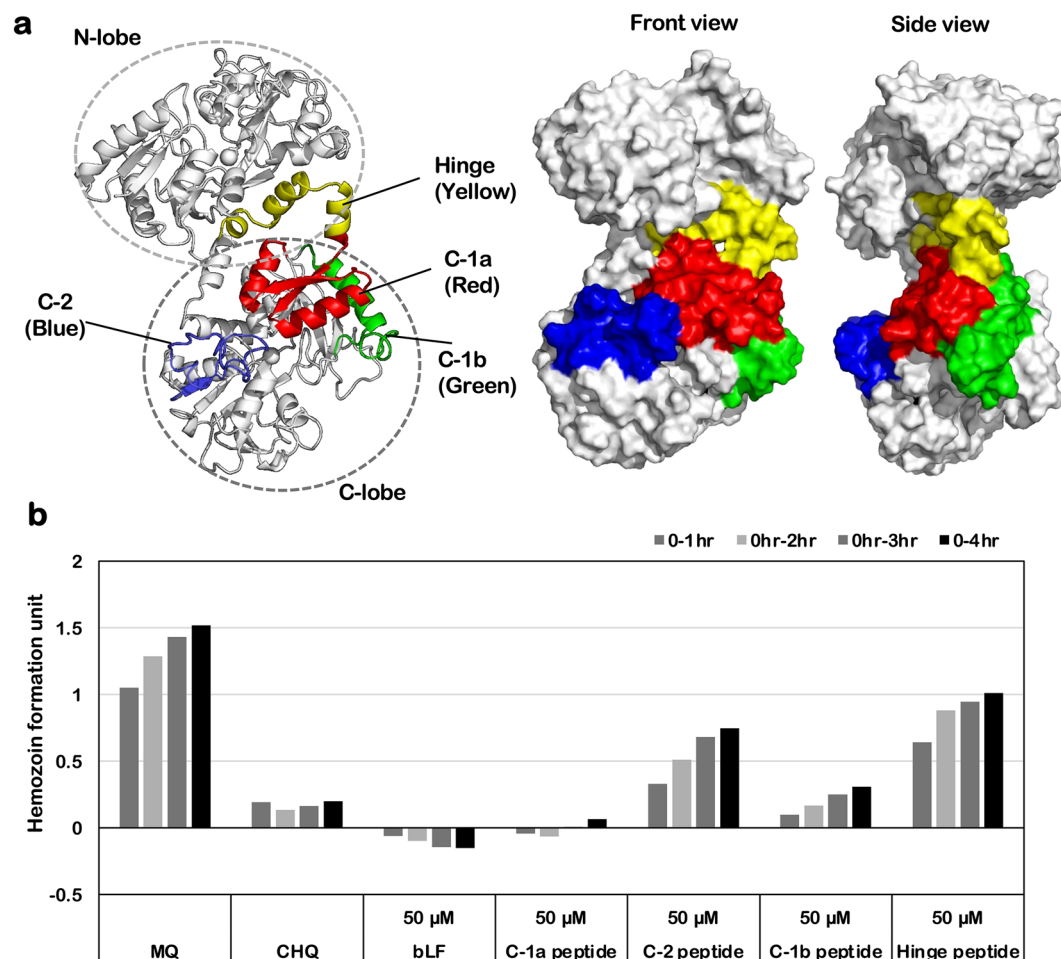 a
N-lobe
Front view
Side view
Hinge
(Yellow)
C-1a
(Red)
C-2
(Blue)
C-1b
(Green)
C-lobe
b
0-1hr 0hr-2hr 0hr-3hr 0-4hr
Hemozoin formation unit
2
1.5
1
0.5
0
-0.5
50 µM 50 µM 50 µM 50 µM 50 µM
MQ CHQ bLF C-1a peptide C-2 peptide C-1b peptide Hinge peptide